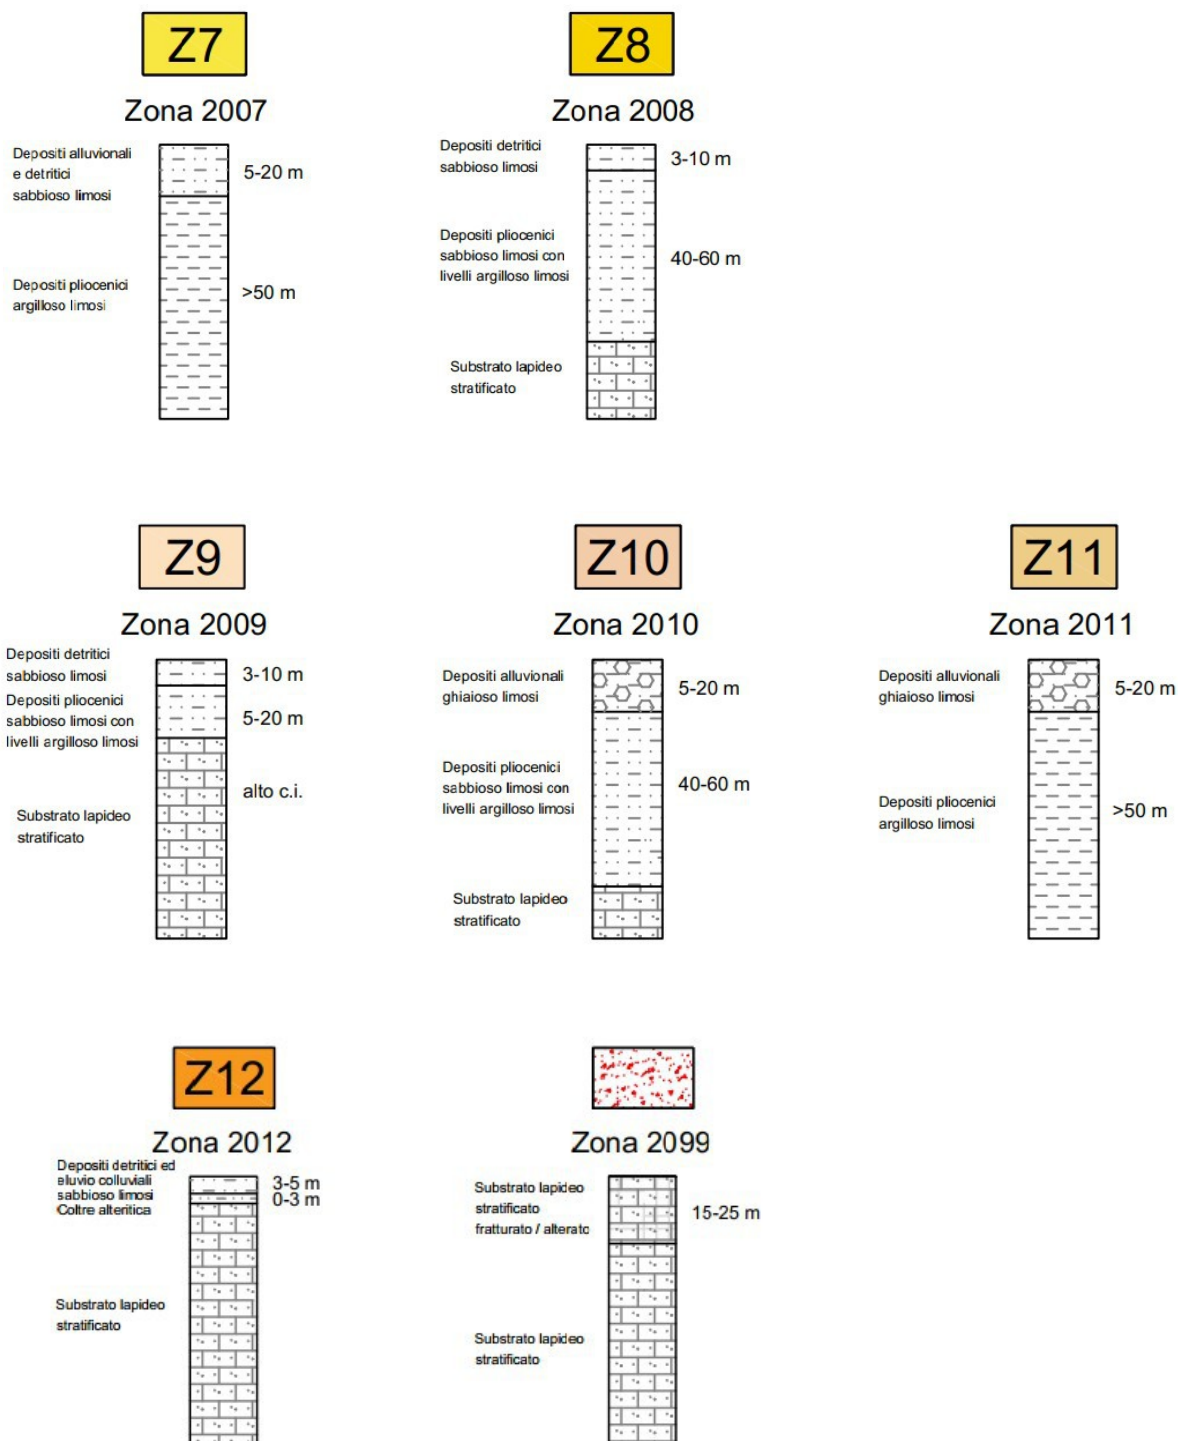 Z7
Zona 2007
Depositi alluvionali
e detritici
sabbioso limosi
5-20 m
Depositi pliocenici
argilloso limosi
>50 m
Z8
Zona 2008
Depositi detritici
sabbioso limosi
3-10 m
Depositi pliocenici
sabbioso limosi con
livelli argilloso limosi
40-60 m
Substrato lapideo
stratificato
Z9
Zona 2009
Depositi detritici
sabbioso limosi
3-10 m
Depositi pliocenici
sabbioso limosi con
livelli argilloso limosi
5-20 m
alto c.i.
Substrato lapideo
stratificato
Z10
Zona 2010
Depositi alluvionali
ghiaioso limosi
5-20 m
Depositi pliocenici
sabbioso limosi con
livelli argilloso limosi
40-60 m
Substrato lapideo
stratificato
Z11
Zona 2011
Depositi alluvionali
ghiaioso limosi
5-20 m
Depositi pliocenici
argilloso limosi
>50 m
Z12
Zona 2012
Depositi detritici ed
eluvio colluviali
sabbioso limosi
Coltre alteritica
3-5 m
0-3 m
Substrato lapideo
stratificato
Zona 2099
Substrato lapideo
stratificato
fratturato / alterato
15-25 m
Substrato lapideo
stratificato